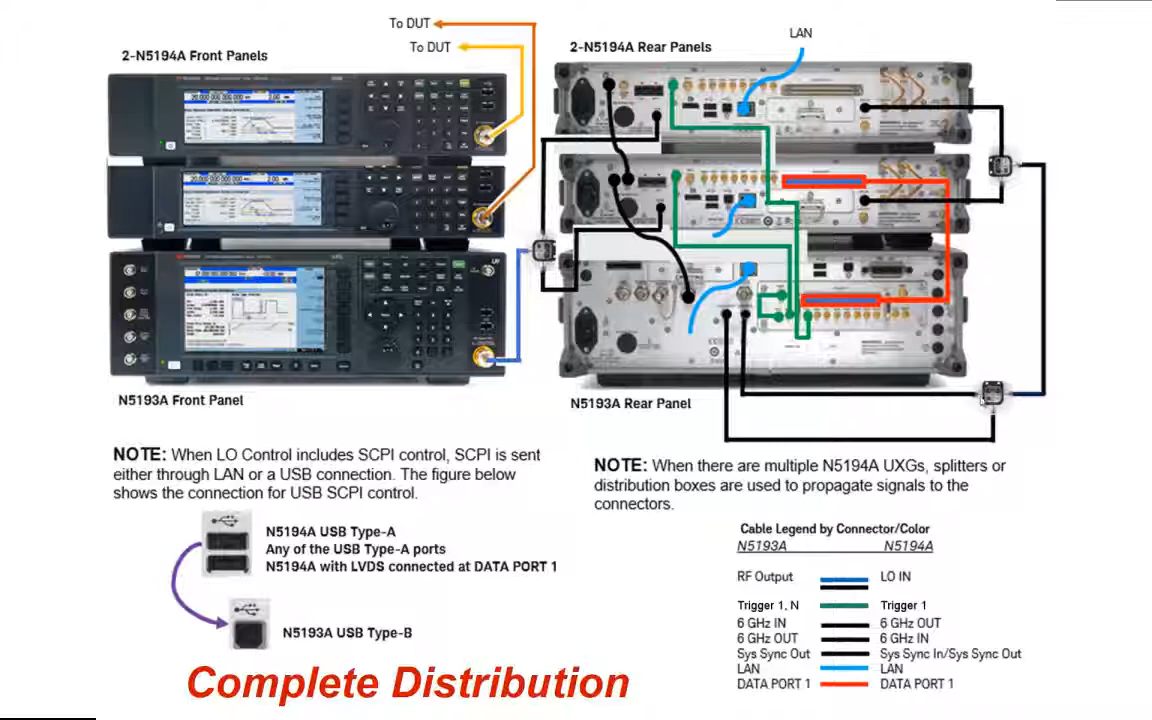 To DUT
To DUT
2-N5194A Front Panels
2-N5194A Rear Panels
LAN
N5193A Front Panel
N5193A Rear Panel
NOTE: When LO Control includes SCPI control, SCPI is sent
either through LAN or a USB connection. The figure below
shows the connection for USB SCPI control.
NOTE: When there are multiple N5194A UXGs, splitters or
distribution boxes are used to propagate signals to the
connectors.
N5194A USB Type-A
Any of the USB Type-A ports
N5194A with LVDS connected at DATA PORT 1
N5193A USB Type-B
Cable Legend by Connector/Color
N5193A N5194A
RF Output LO IN
Trigger 1, N Trigger 1
6 GHz IN 6 GHz OUT
6 GHz OUT 6 GHz IN
Sys Sync Out Sys Sync In/Sys Sync Out
LAN LAN
DATA PORT 1 DATA PORT 1
Complete Distribution